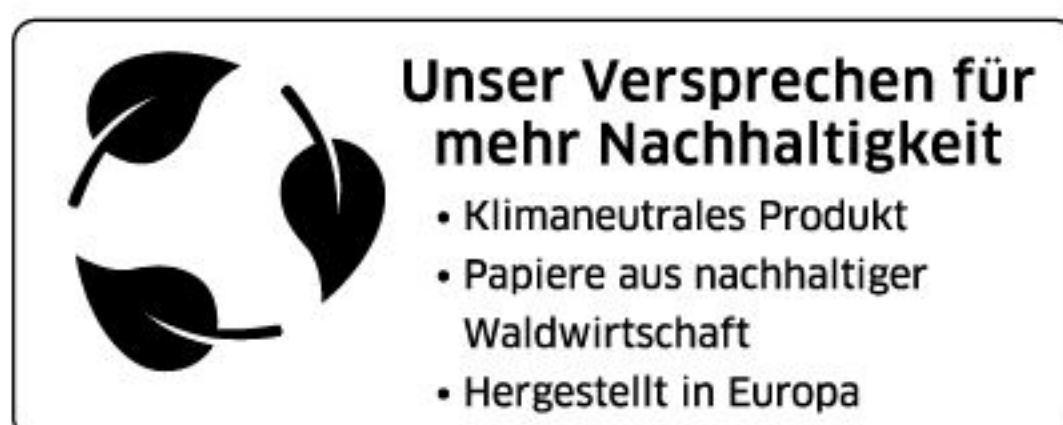 Unser Versprechen für
mehr Nachhaltigkeit
• Klimaneutrales Produkt
• Papiere aus nachhaltiger
Waldwirtschaft
• Hergestellt in Europa